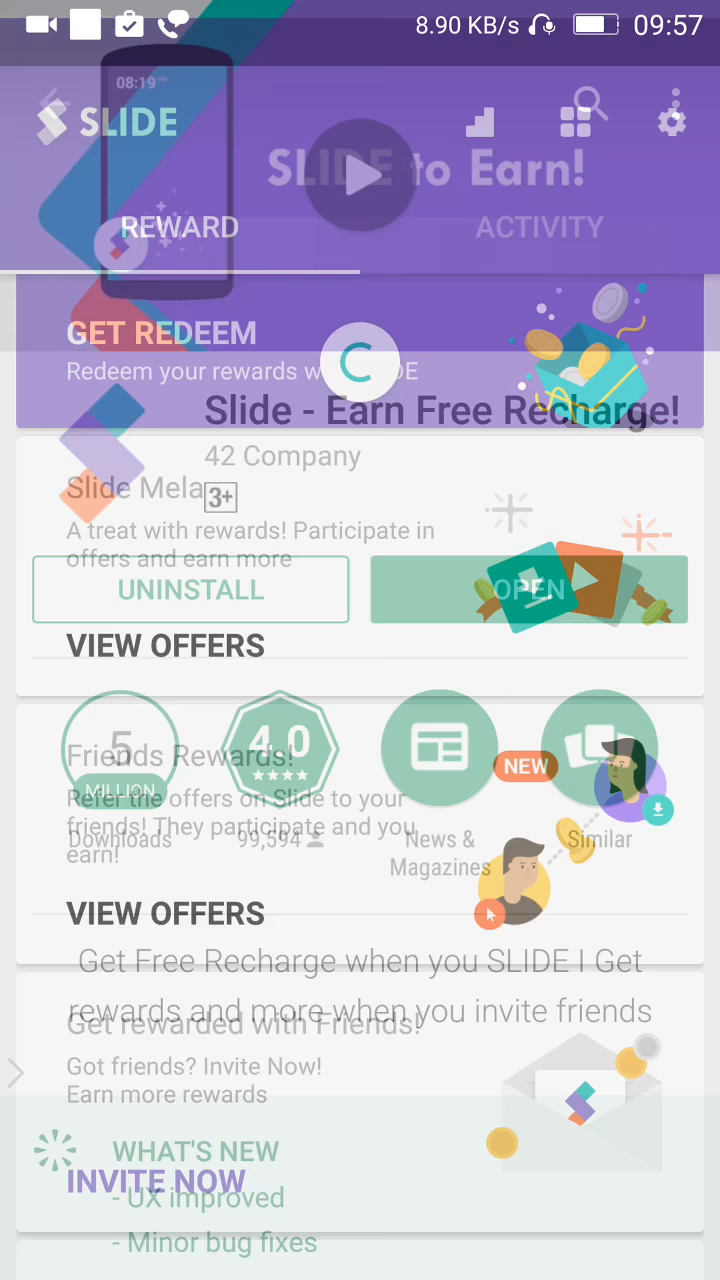 8.90 KB/s 09:57
08:19
SLIDE
SLIDE to Earn!
REWARD ACTIVITY
GET REDEEM
Redeem your rewards
Slide - Earn Free Recharge!
42 Company
Slide Mela
3+
A treat with rewards! Participate in
offers and earn more
UNINSTALL OPEN
VIEW OFFERS
5 4.0
Friends Rewards!
NEW
MILLION
Refer the offers on Slide to your
friends! They participate and you
earn!
Downloads 99,594 News &
Magazines Similar
VIEW OFFERS
Get Free Recharge when you SLIDE I Get
rewards and more when you invite friends
Get rewarded with Friends!
Got friends? Invite Now!
Earn more rewards
WHAT'S NEW
INVITE NOW
- UX improved
- Minor bug fixes